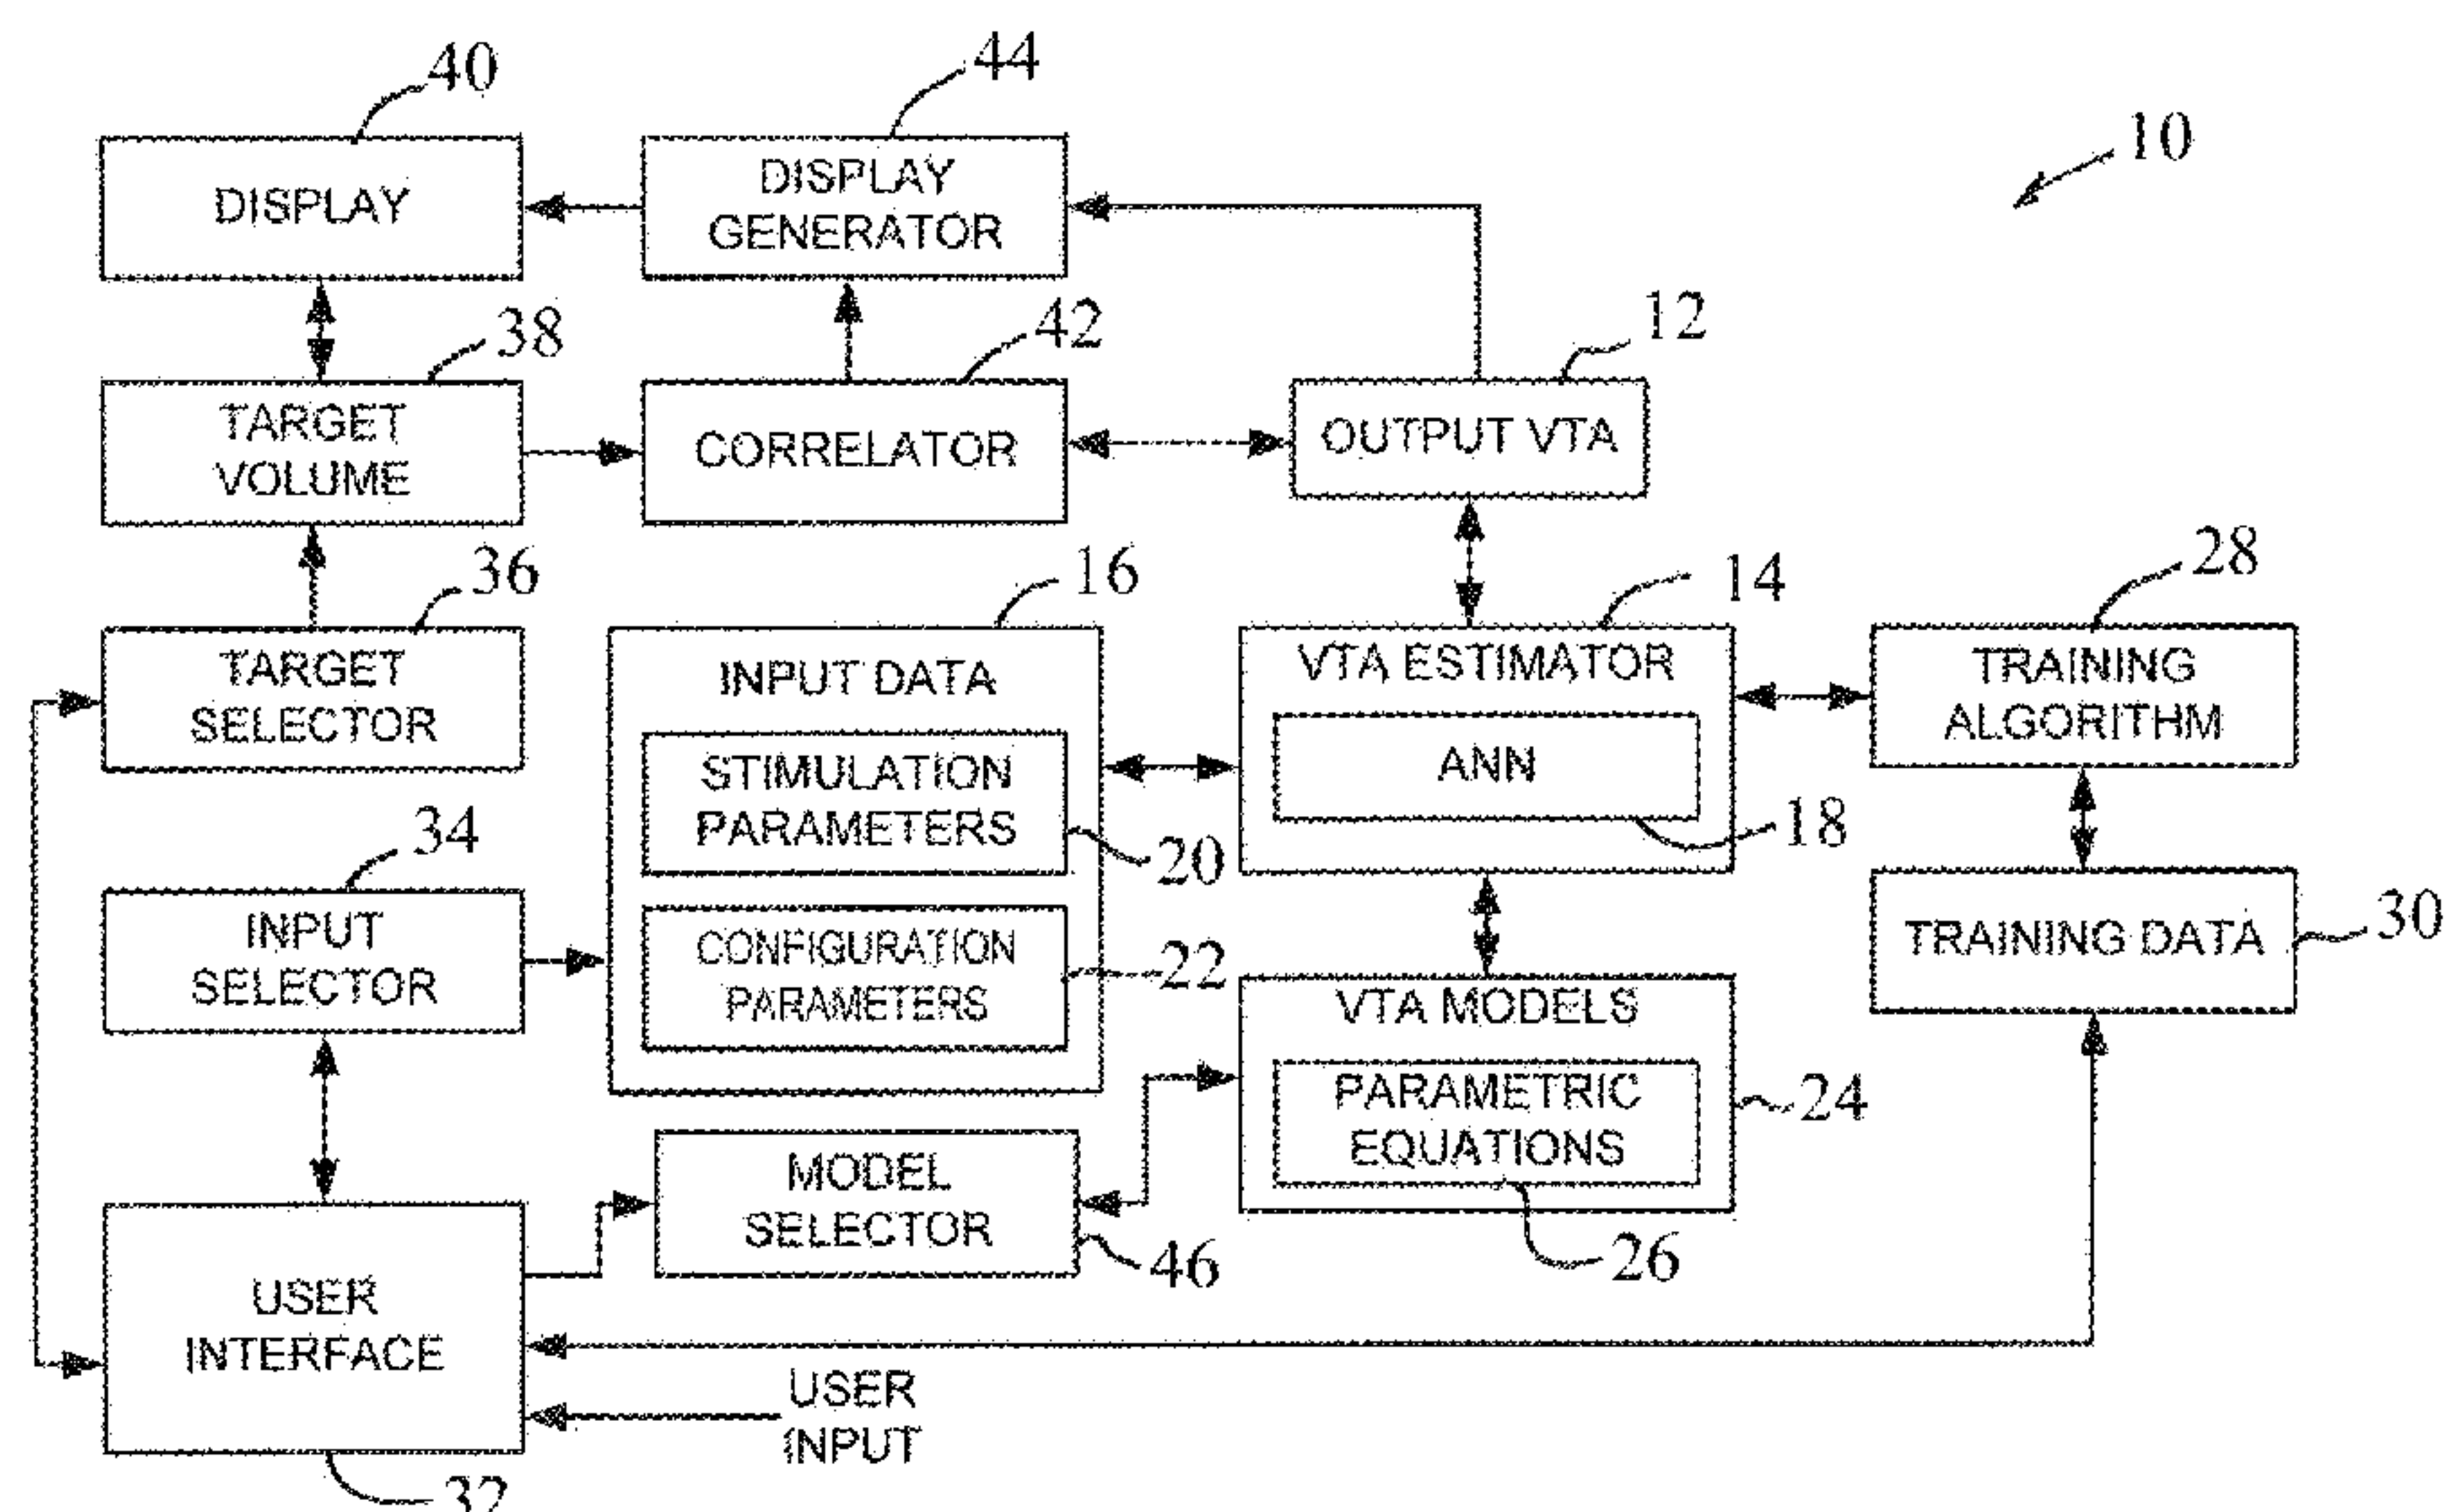 40
44
10
DISPLAY
DISPLAY
GENERATOR
38
42
12
TARGET
VOLUME
CORRELATOR
OUTPUT VTA
36
16
14
28
TARGET
SELECTOR
INPUT DATA
VTA ESTIMATOR
TRAINING
ALGORITHM
STIMULATION
PARAMETERS
ANN
18
20
34
INPUT
SELECTOR
CONFIGURATION
PARAMETERS
22
TRAINING DATA
30
VTA MODELS
PARAMETRIC
EQUATIONS
24
26
MODEL
SELECTOR
46
USER
INTERFACE
USER
INPUT
32